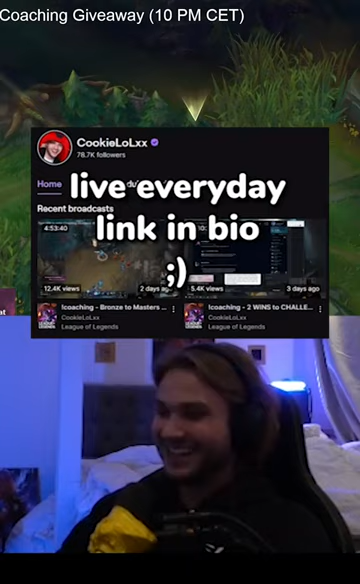 Coaching Giveaway (10 PM CET)
CookieLoLxx
78.7K followers
Home
live everyday
Recent broadcasts
link in bio
4:53:40
;)
12.4K views
2 days
5.4K views
3 days ago
!coaching - Bronze to Masters ...
CookieLoLxx
League of Legends
!coaching - 2 WINS to CHALLE...
CookieLoLxx
League of Legends